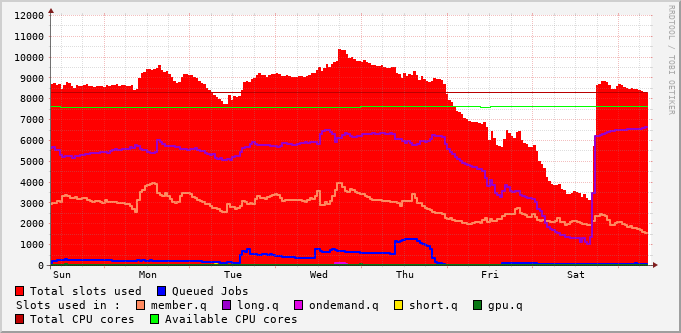 12000
11000
10000
9000
8000
7000
6000
5000
4000
3000
2000
1000
0
Sun Mon Tue Wed Thu Fri Sat
RRDTOOL / TOBI OETIKER
Total slots used Queued Jobs
Slots used in : member.q long.q ondemand.q short.q gpu.q
Total CPU cores Available CPU cores